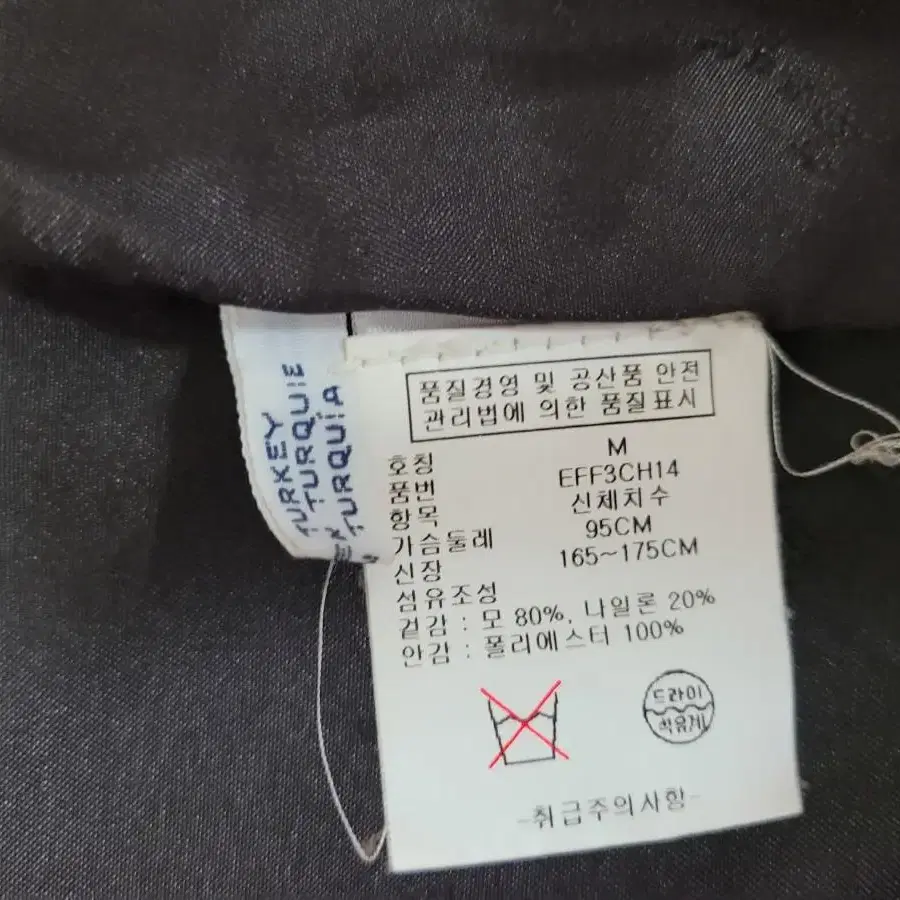 TURKEY
TURQUIE
TURQUIA
품질경영 및 공산품 안전
관리법에 의한 품질표시
호칭 M
품번 EFF3CH14
항목 신체치수
가슴둘레 95CM
신장 165~175CM
섬유조성
겉감 : 모 80%, 나일론 20%
안감 : 폴리에스터 100%
드라이
석유계
-취급주의사항-